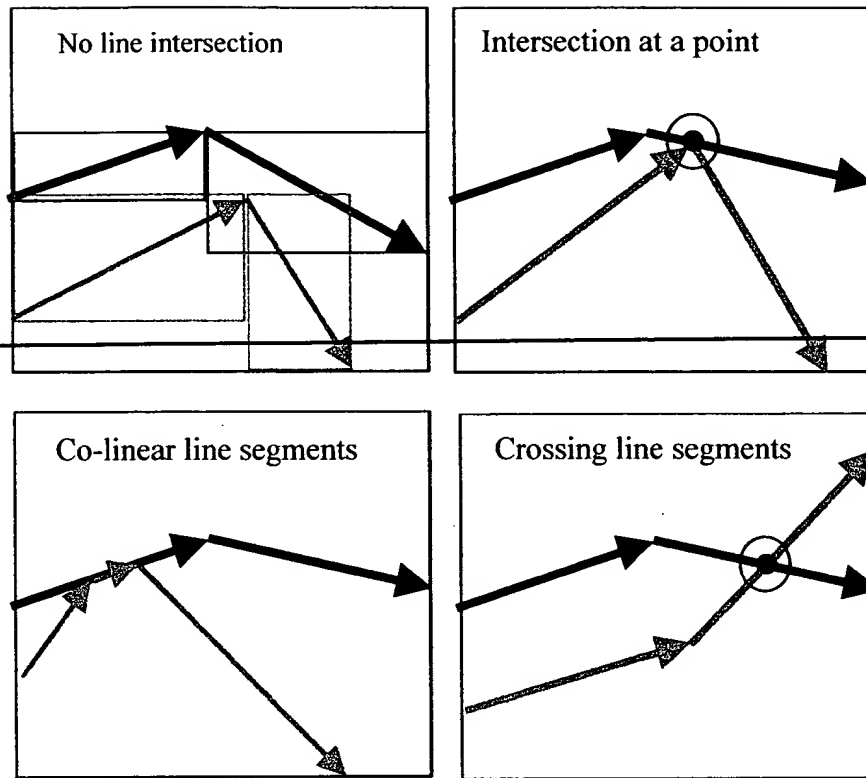 No line intersection
Intersection at a point
Co-linear line segments
Crossing line segments